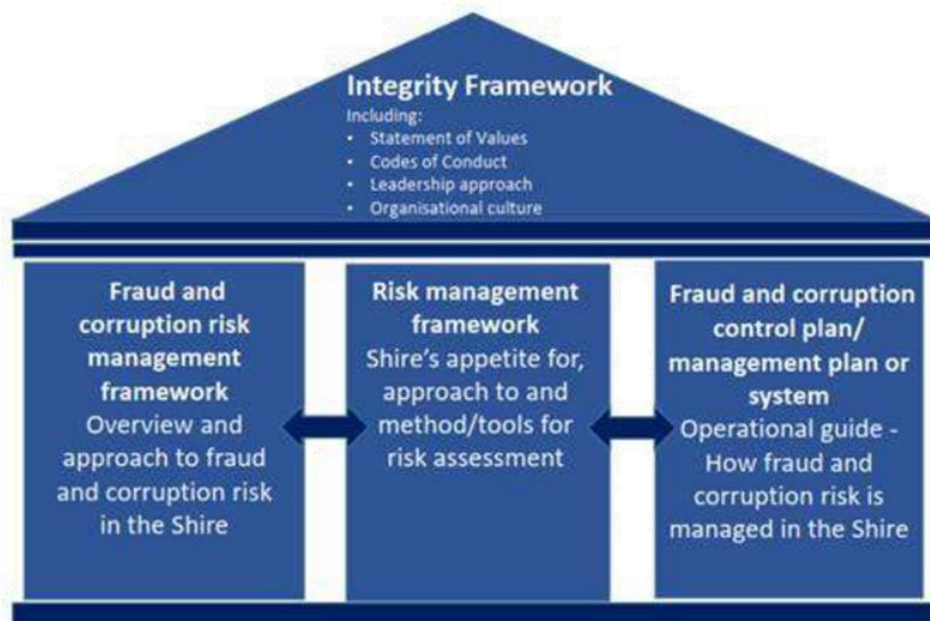 Integrity Framework
Including:
• Statement of Values
• Codes of Conduct
• Leadership approach
• Organisational culture
Fraud and
corruption risk
management
framework
Overview and
approach to fraud
and corruption risk
in the Shire
Risk management
framework
Shire's appetite for,
approach to and
method/tools for
risk assessment
Fraud and corruption
control plan/
management plan or
system
Operational guide -
How fraud and
corruption risk is
managed in the Shire